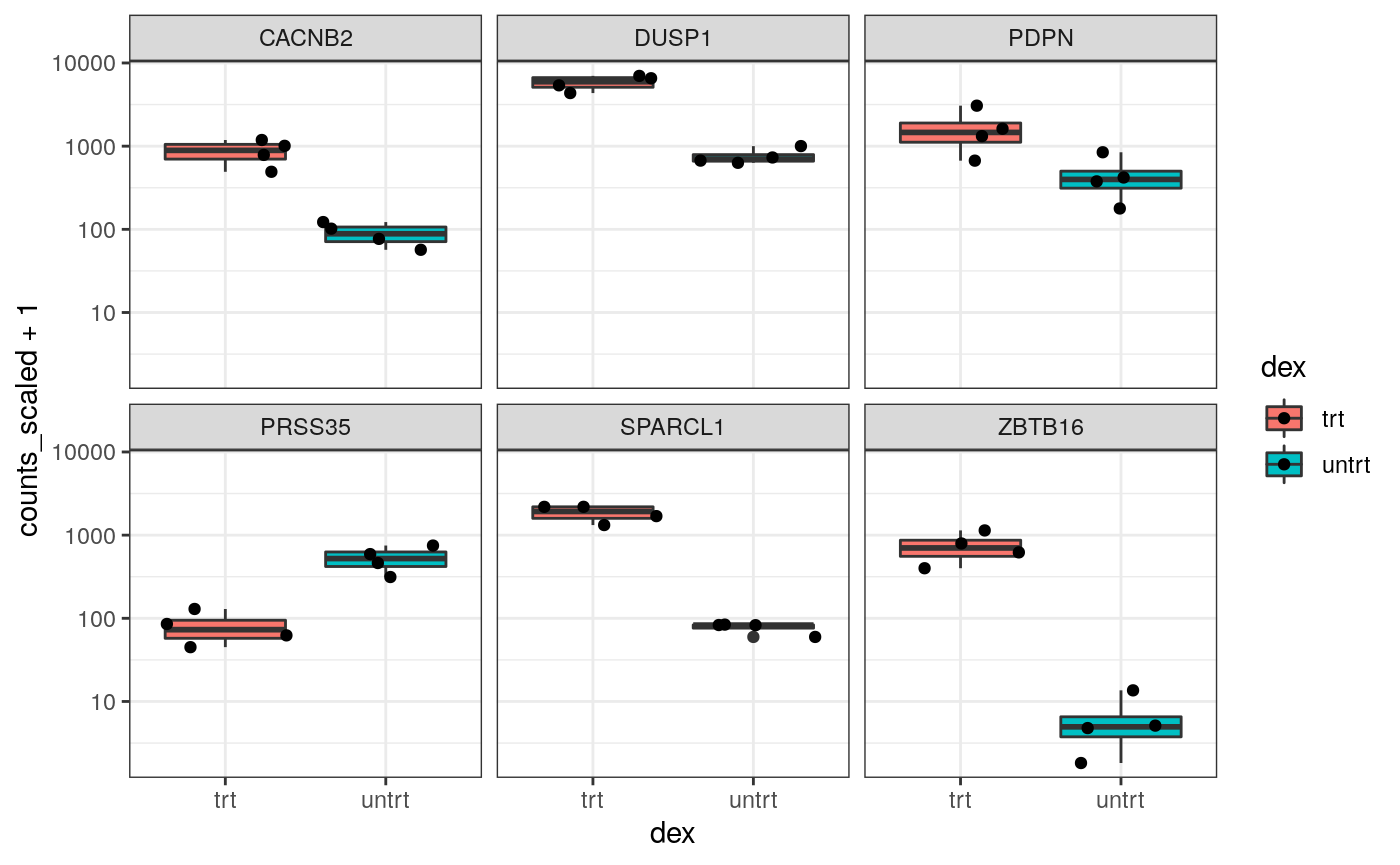 CACNB2 DUSP1 PDPN
10000
1000
100
10
PRSS35 SPARCL1 ZBTB16
10000
1000
100
10
trt untrt trt untrt trt untrt
dex
counts_scaled + 1
dex
trt
untrt